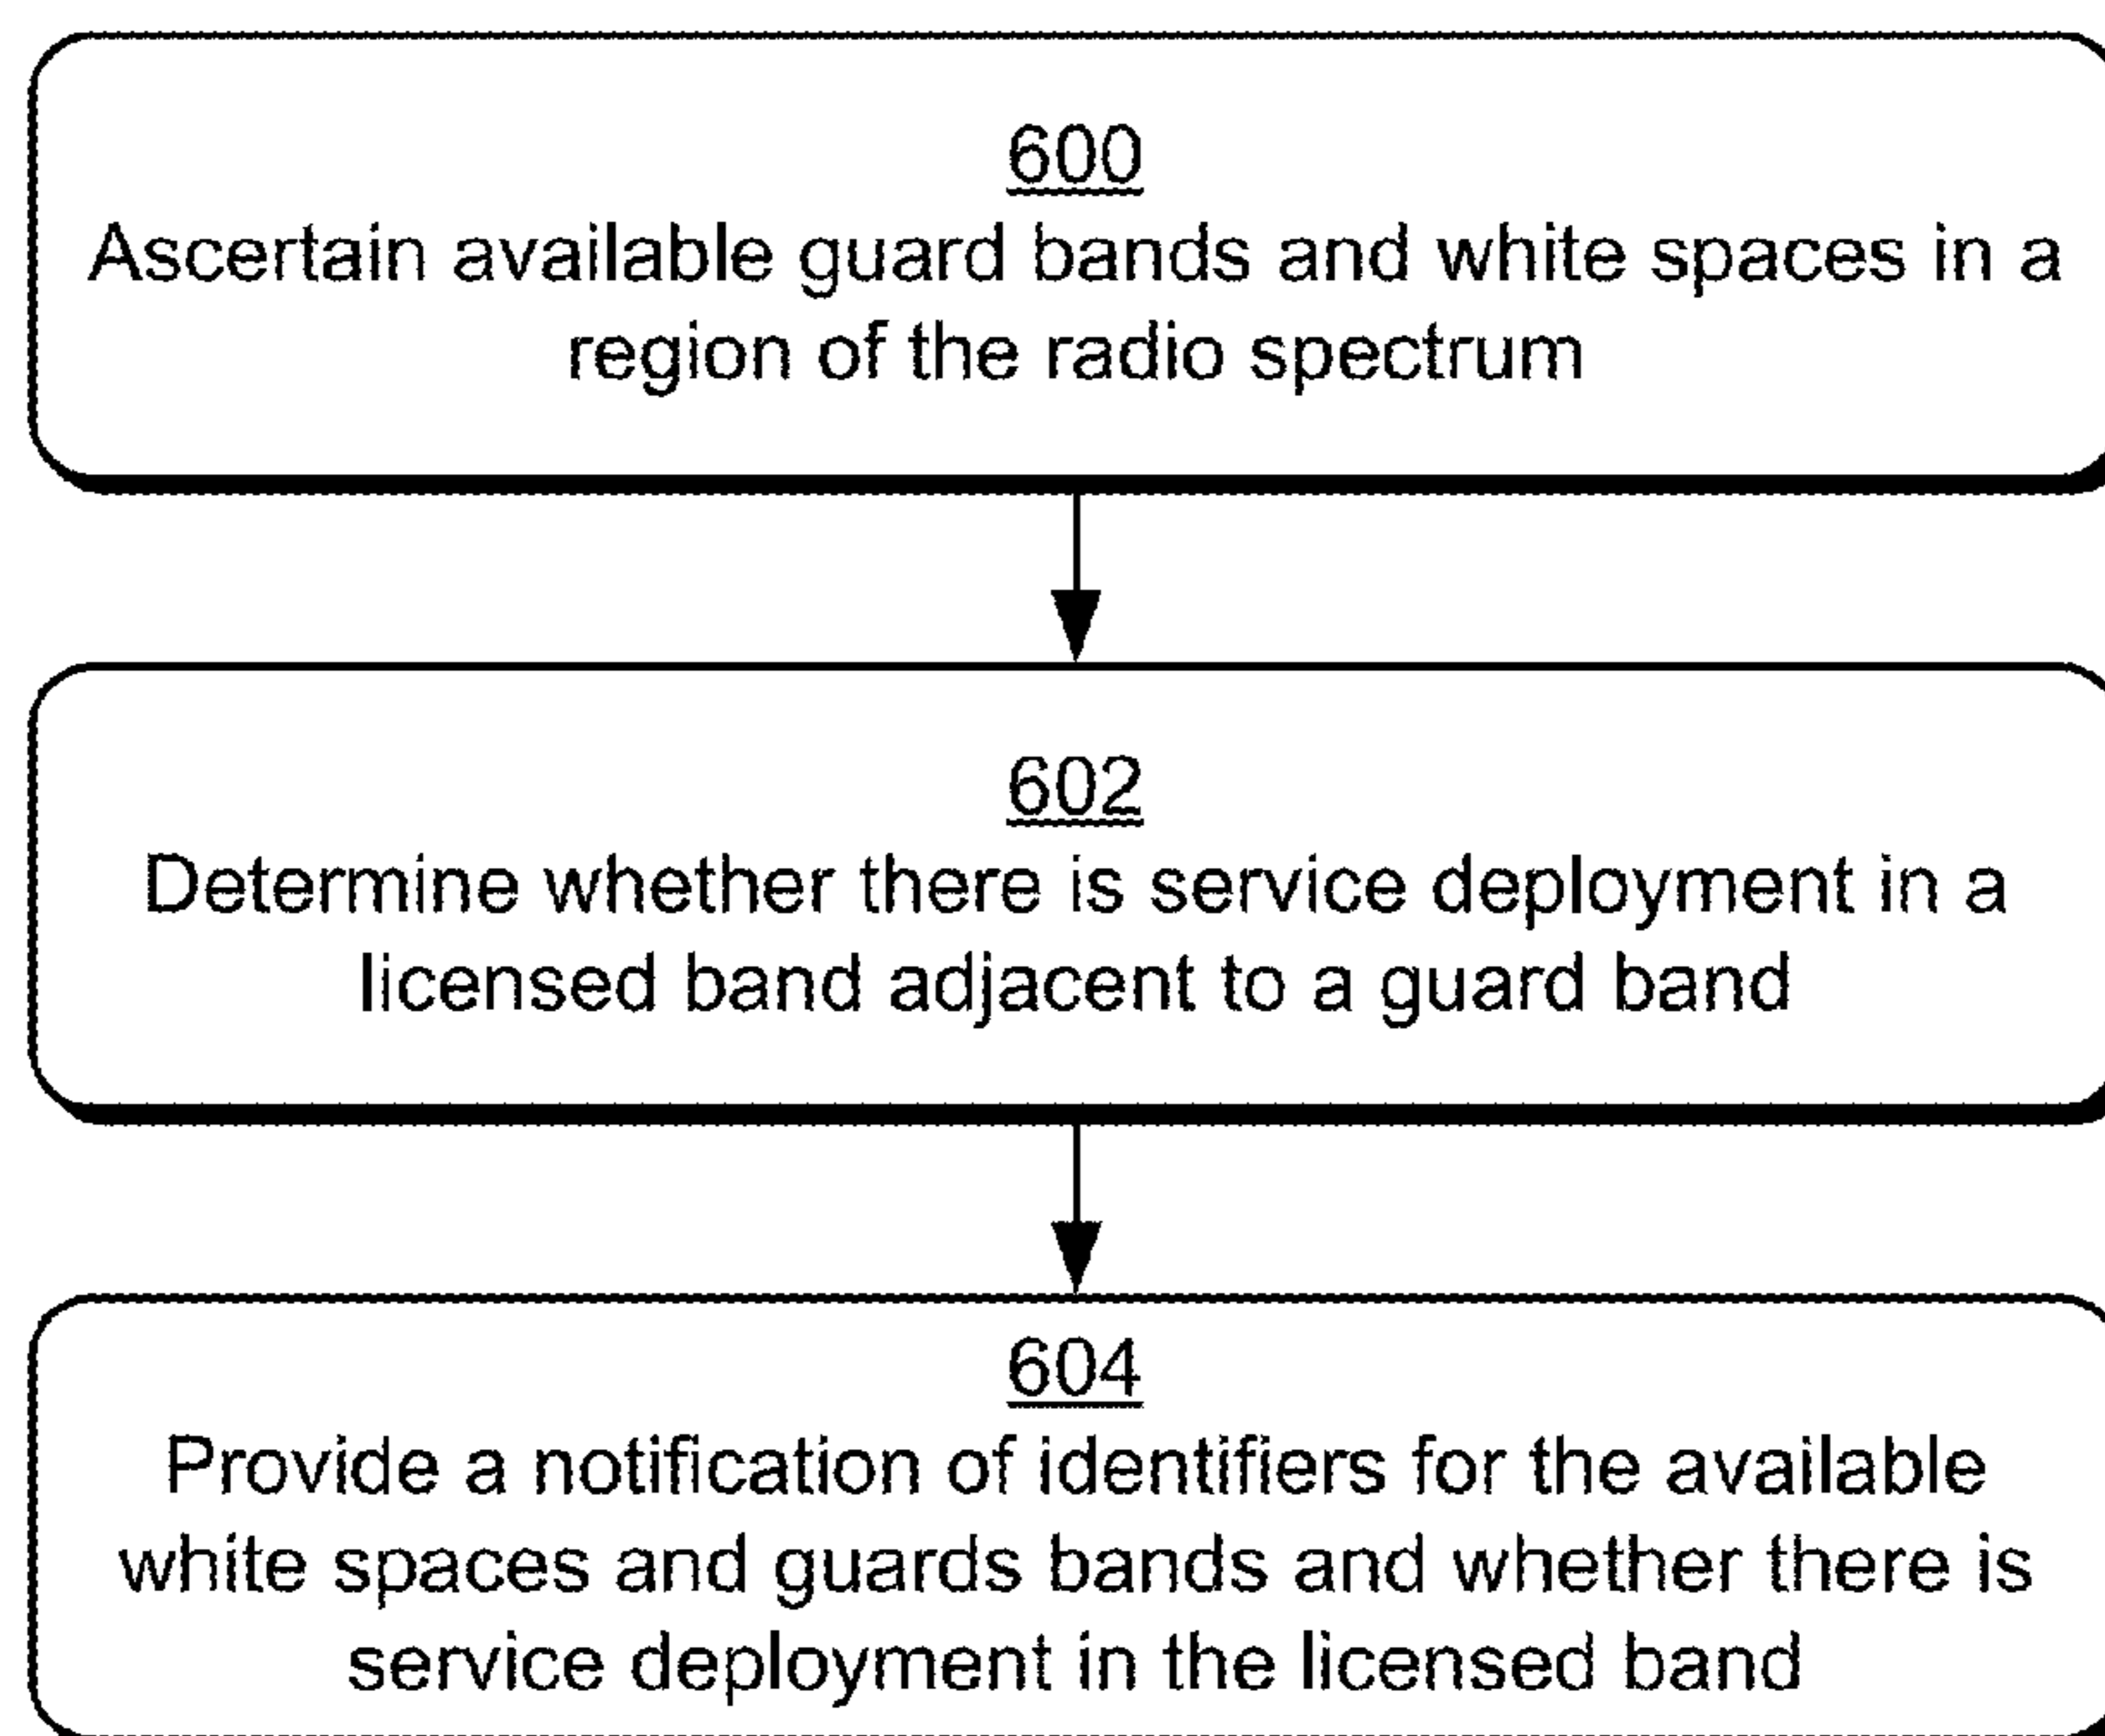 600
Ascertain available guard bands and white spaces in a
region of the radio spectrum
602
Determine whether there is service deployment in a
licensed band adjacent to a guard band
604
Provide a notification of identifiers for the available
white spaces and guards bands and whether there is
service deployment in the licensed band